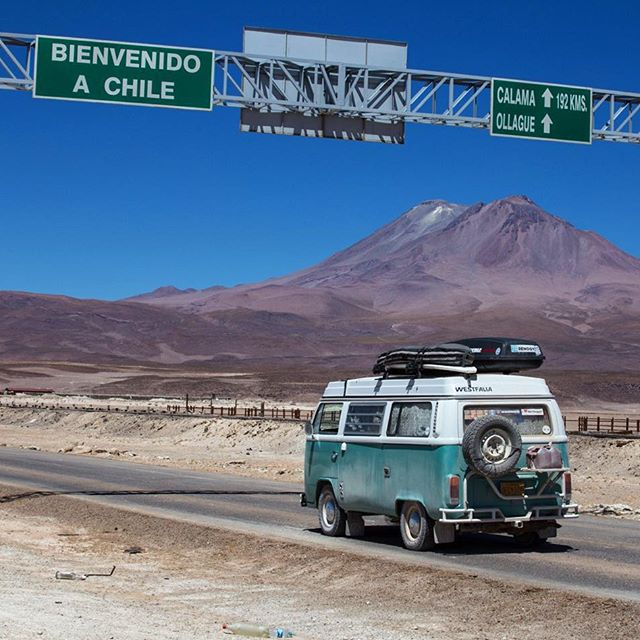 BIENVENIDO
A CHILE
CALAMA ↑ 192 KMS.
OLLAGUE ↑
WESTFALIA